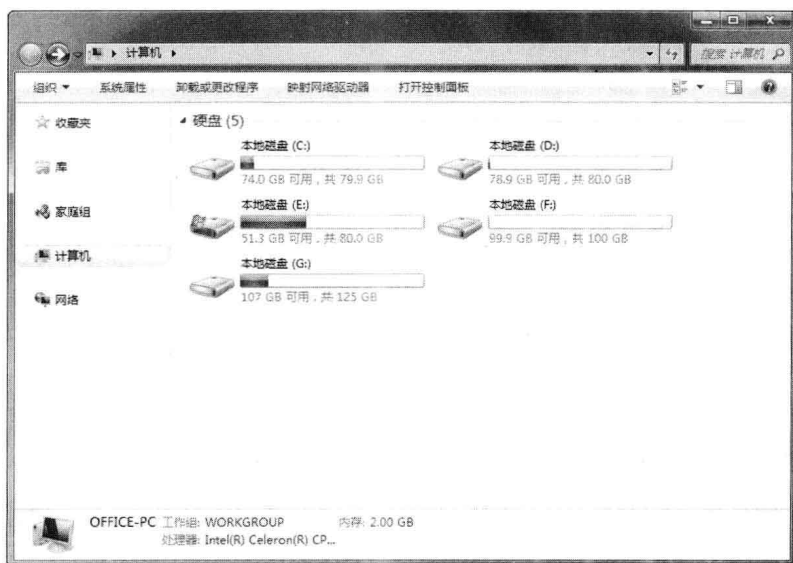 计算机
搜索 计算机
组织 系统属性 卸载或更改程序 映射网络驱动器 打开控制面板
收藏夹
库
家庭组
计算机
网络
硬盘 (5)
本地磁盘 (C:)
74.0 GB 可用，共 79.9 GB
本地磁盘 (D:)
78.9 GB 可用，共 80.0 GB
本地磁盘 (E:)
51.3 GB 可用，共 80.0 GB
本地磁盘 (F:)
99.9 GB 可用，共 100 GB
本地磁盘 (G:)
107 GB 可用，共 125 GB
OFFICE-PC 工作组: WORKGROUP 内存: 2.00 GB
处理器: Intel(R) Celeron(R) CP...